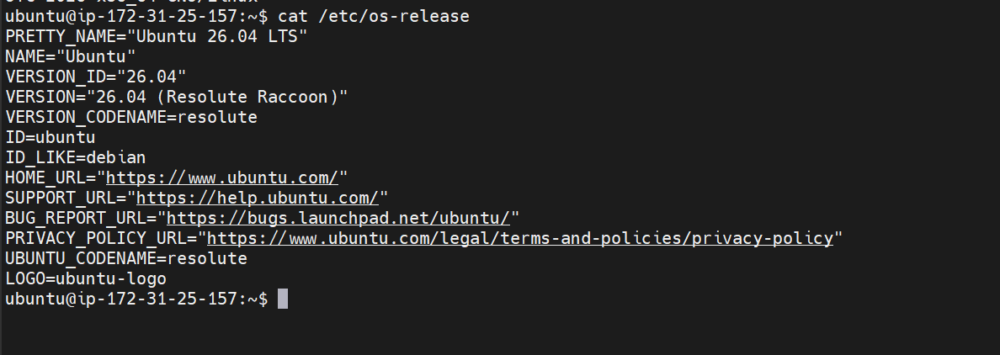 ubuntu@ip-172-31-25-157:~$ cat /etc/os-release
PRETTY_NAME="Ubuntu 26.04 LTS"
NAME="Ubuntu"
VERSION_ID="26.04"
VERSION="26.04 (Resolute Raccoon)"
VERSION_CODENAME=resolute
ID=ubuntu
ID_LIKE=debian
HOME_URL="https://www.ubuntu.com/"
SUPPORT_URL="https://help.ubuntu.com/"
BUG_REPORT_URL="https://bugs.launchpad.net/ubuntu/"
PRIVACY_POLICY_URL="https://www.ubuntu.com/legal/terms-and-policies/privacy-policy"
UBUNTU_CODENAME=resolute
LOGO=ubuntu-logo
ubuntu@ip-172-31-25-157:~$